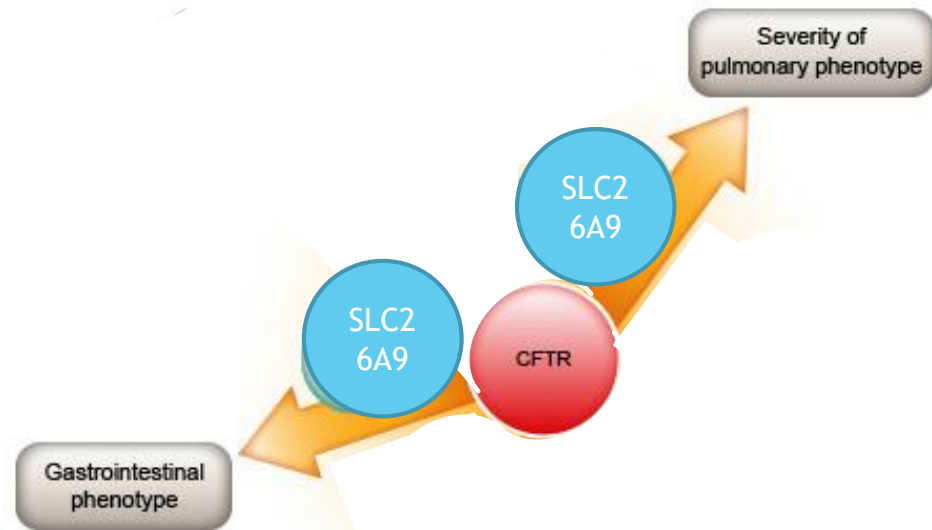 Severity of
pulmonary phenotype
SLC2
6A9
SLC2
6A9
CFTR
Gastrointestinal
phenotype